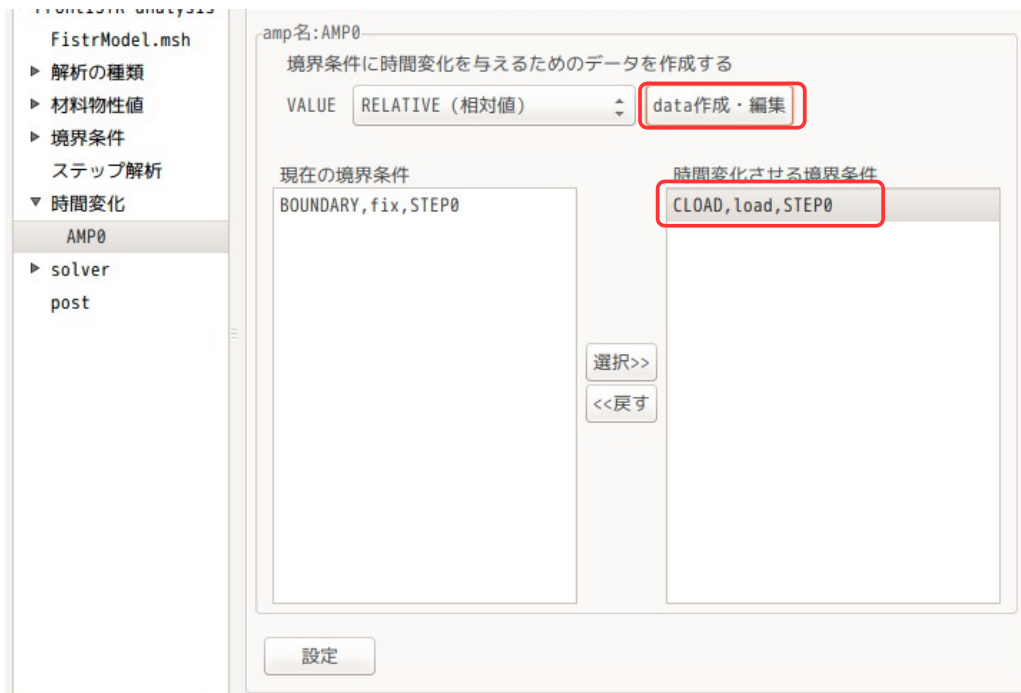 FrontISTR analysis
FistrModel.msh
解析の種類
材料物性値
境界条件
ステップ解析
時間変化
AMP0
solver
post
amp名:AMP0
境界条件に時間変化を与えるためのデータを作成する
VALUE RELATIVE (相対値) data作成・編集
現在の境界条件
BOUNDARY,fix,STEP0
選択>>
<<戻す
時間変化させる境界条件
CLOAD,load,STEP0
設定